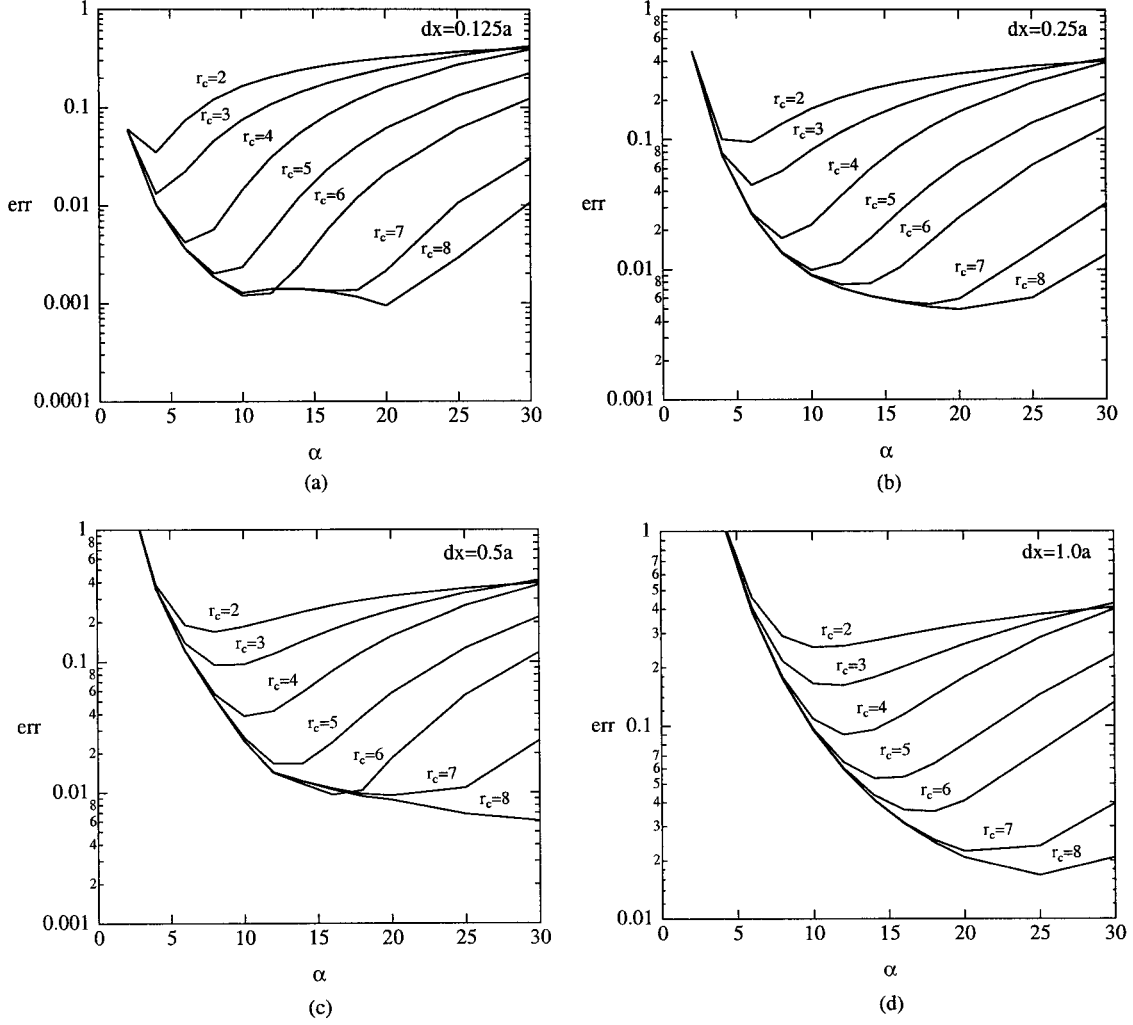 1
dx=0.125a
r_c=2
0.1
r_c=3
r_c=4
r_c=5
err
0.01
r_c=6
r_c=7
r_c=8
0.001
0.0001
0 5 10 15 20 25 30
α
(a)
1
8
6
dx=0.25a
4
2
r_c=2
0.1
8
r_c=3
6
4
r_c=4
err
2
r_c=5
r_c=6
0.01
8
r_c=7
6
r_c=8
4
2
0.001
0 5 10 15 20 25 30
α
(b)
1
8
dx=0.5a
6
4
r_c=2
2
r_c=3
0.1
8
6
r_c=4
4
err
r_c=5
2
r_c=6
r_c=7
0.01
8
r_c=8
6
4
2
0.001
0 5 10 15 20 25 30
α
(c)
1
8
7
dx=1.0a
6
5
4
3
r_c=2
2
r_c=3
r_c=4
err
0.1
8
r_c=5
7
6
5
r_c=6
4
3
r_c=7
2
r_c=8
0.01
0 5 10 15 20 25 30
α
(d)